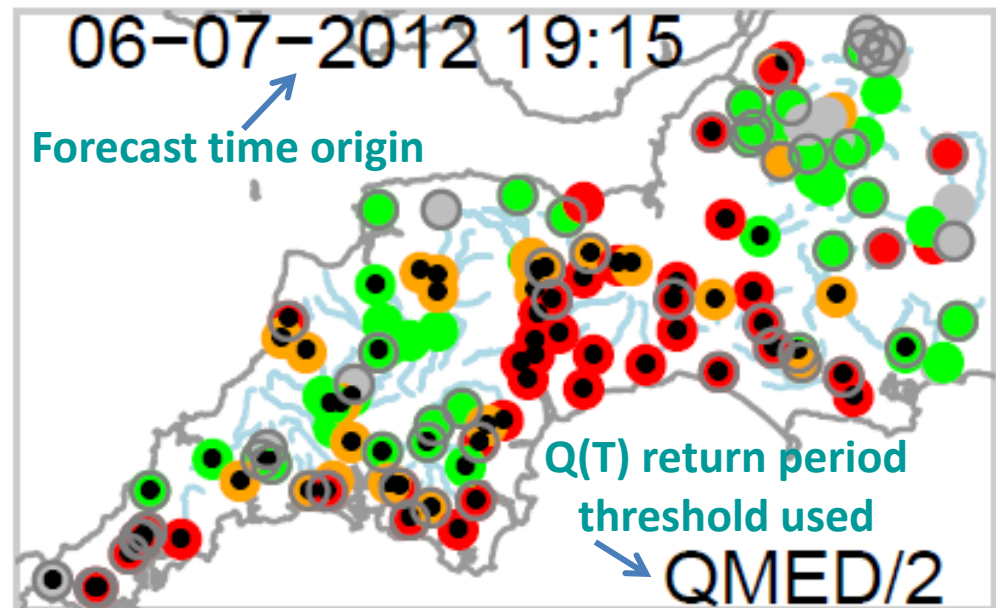 06−07−2012 19:15
Forecast time origin
Q(T) return period
threshold used
QMED/2